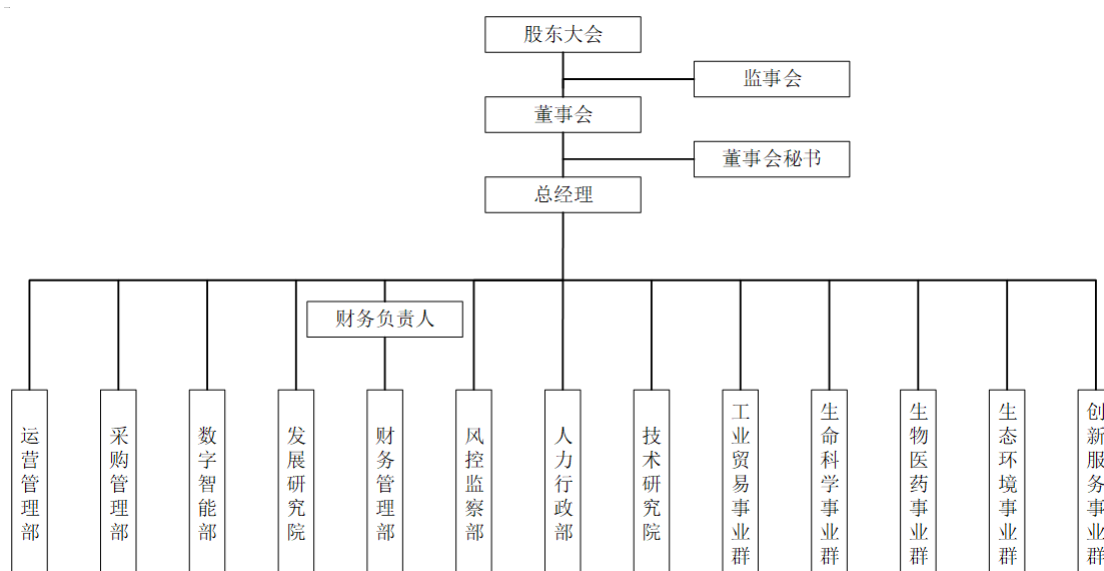 股东大会
监事会
董事会
董事会秘书
总经理
财务负责人
运营管理部
采购管理部
数字智能部
发展研究院
财务管理部
风控监察部
人力行政部
技术研究院
工业贸易事业群
生命科学事业群
生物医药事业群
生态环境事业群
创新服务事业群